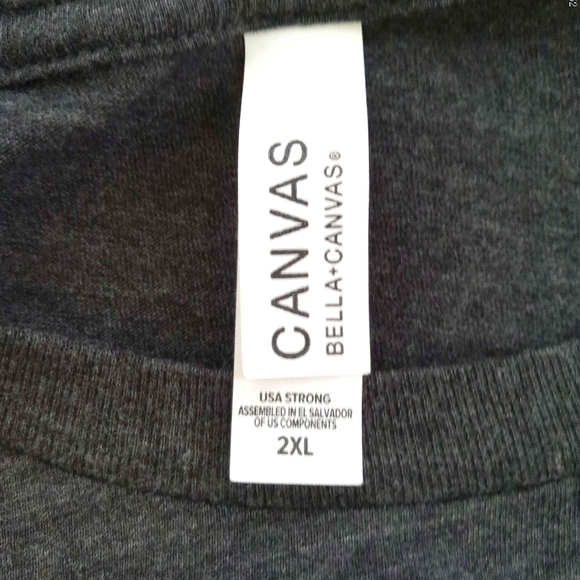 CANVAS
BELLA+CANVAS®
USA STRONG
ASSEMBLED IN EL SALVADOR
OF US COMPONENTS
2XL